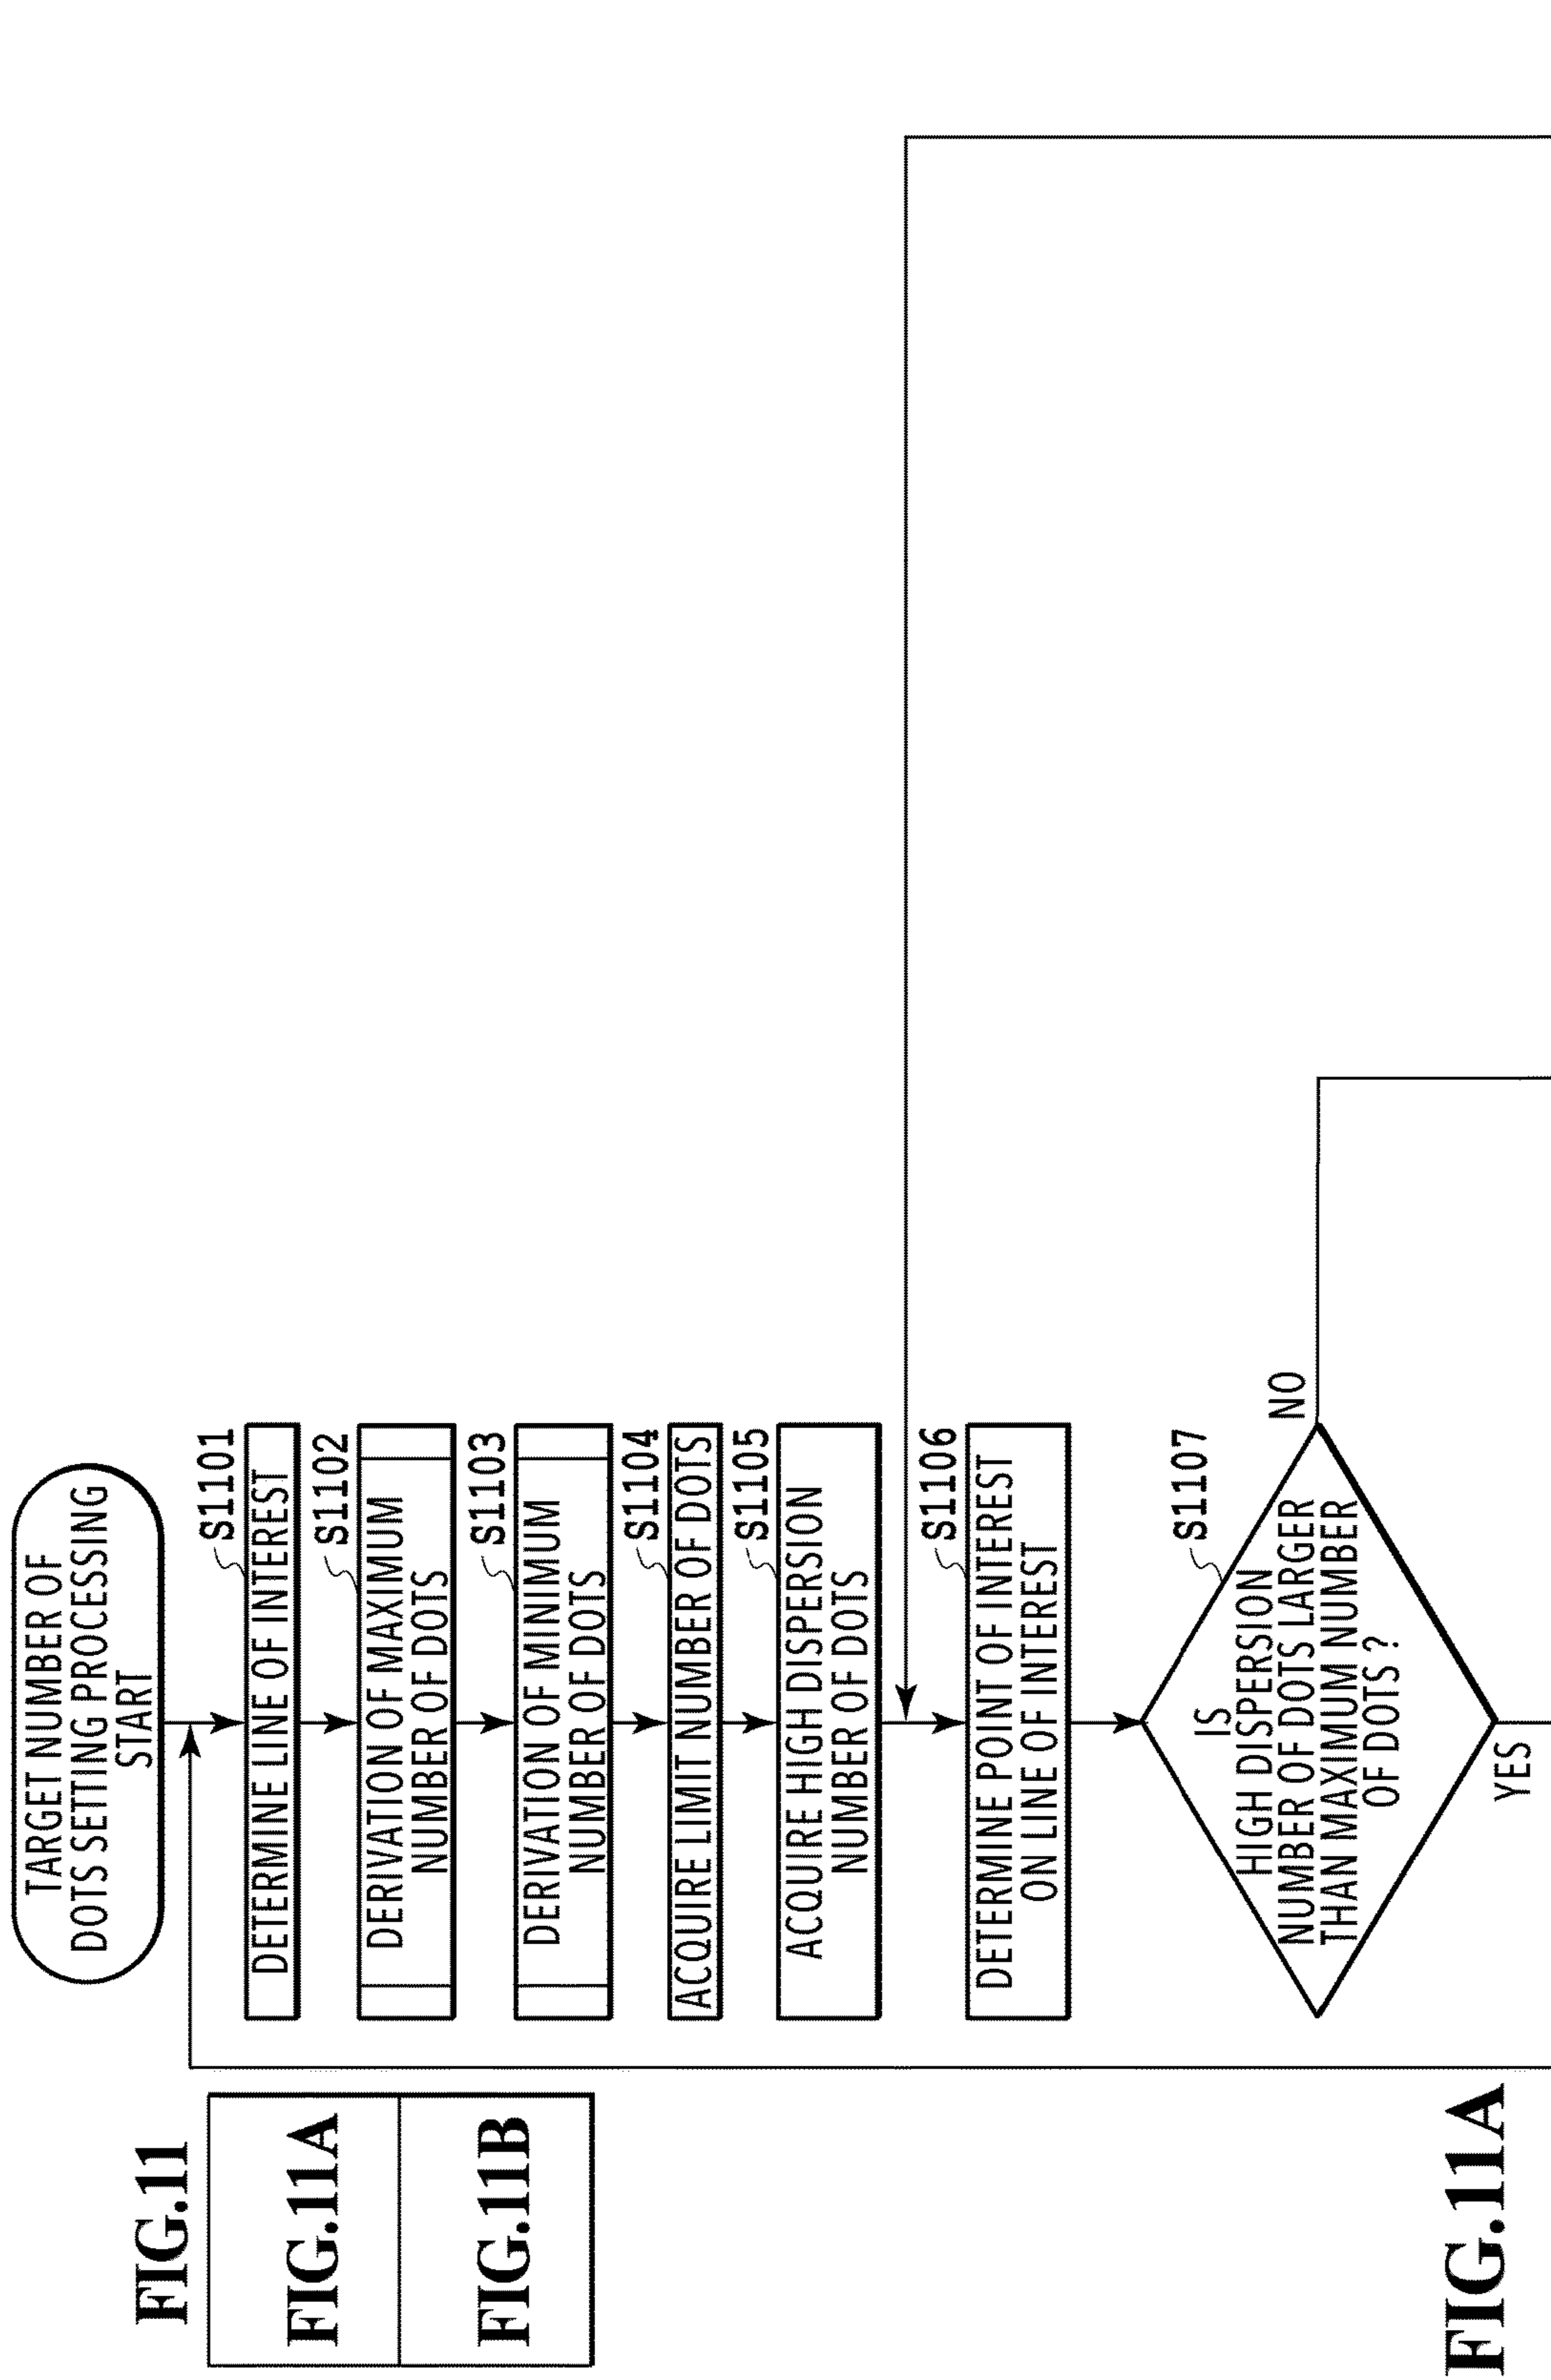 FIG.11
FIG.11A
FIG.11B
TARGET NUMBER OF
DOTS SETTING PROCESSING
START
S1101
DETERMINE LINE OF INTEREST
S1102
DERIVATION OF MAXIMUM
NUMBER OF DOTS
S1103
DERIVATION OF MINIMUM
NUMBER OF DOTS
S1104
ACQUIRE LIMIT NUMBER OF DOTS
S1105
ACQUIRE HIGH DISPERSION
NUMBER OF DOTS
S1106
DETERMINE POINT OF INTEREST
ON LINE OF INTEREST
S1107
IS
HIGH DISPERSION
NUMBER OF DOTS LARGER
THAN MAXIMUM NUMBER
OF DOTS ?
NO
YES
FIG.11A